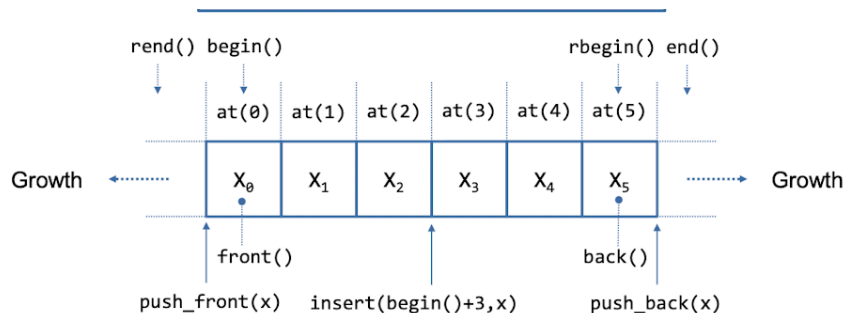 rend() begin() rbegin() end()
at(0) at(1) at(2) at(3) at(4) at(5)
Growth X₀ X₁ X₂ X₃ X₄ X₅ Growth
front() back()
push_front(x) insert(begin()+3,x) push_back(x)